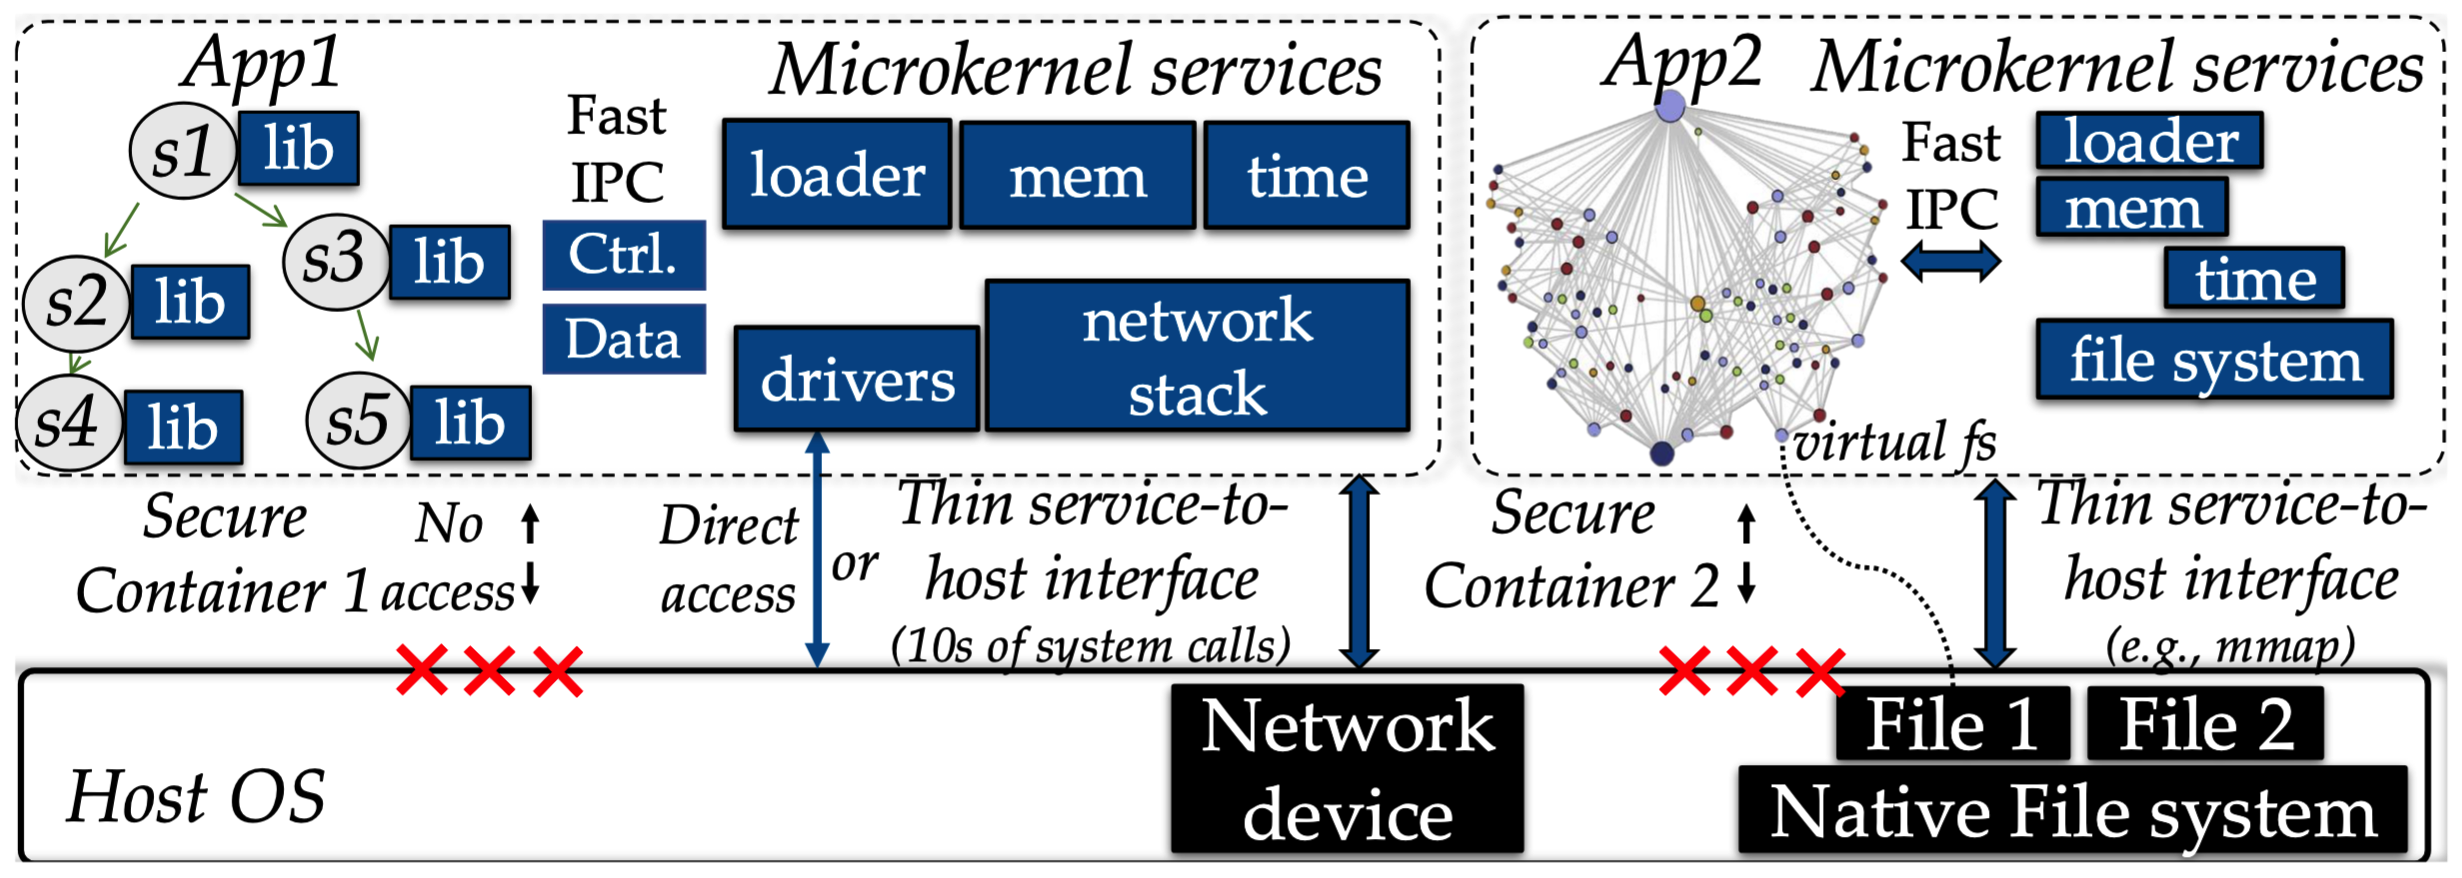 App1
Microkernel services
s1
lib
Fast
IPC
Ctrl.
Data
loader
mem
time
s2
lib
s3
lib
s4
lib
s5
lib
drivers
network
stack
App2
Microkernel services
Fast
IPC
loader
mem
time
file system
virtual fs
Secure
Container 1
No
access
Direct
access
or
Thin service-to-
host interface
(10s of system calls)
Secure
Container 2
Thin service-to-
host interface
(e.g., mmap)
Host OS
Network
device
File 1
File 2
Native File system